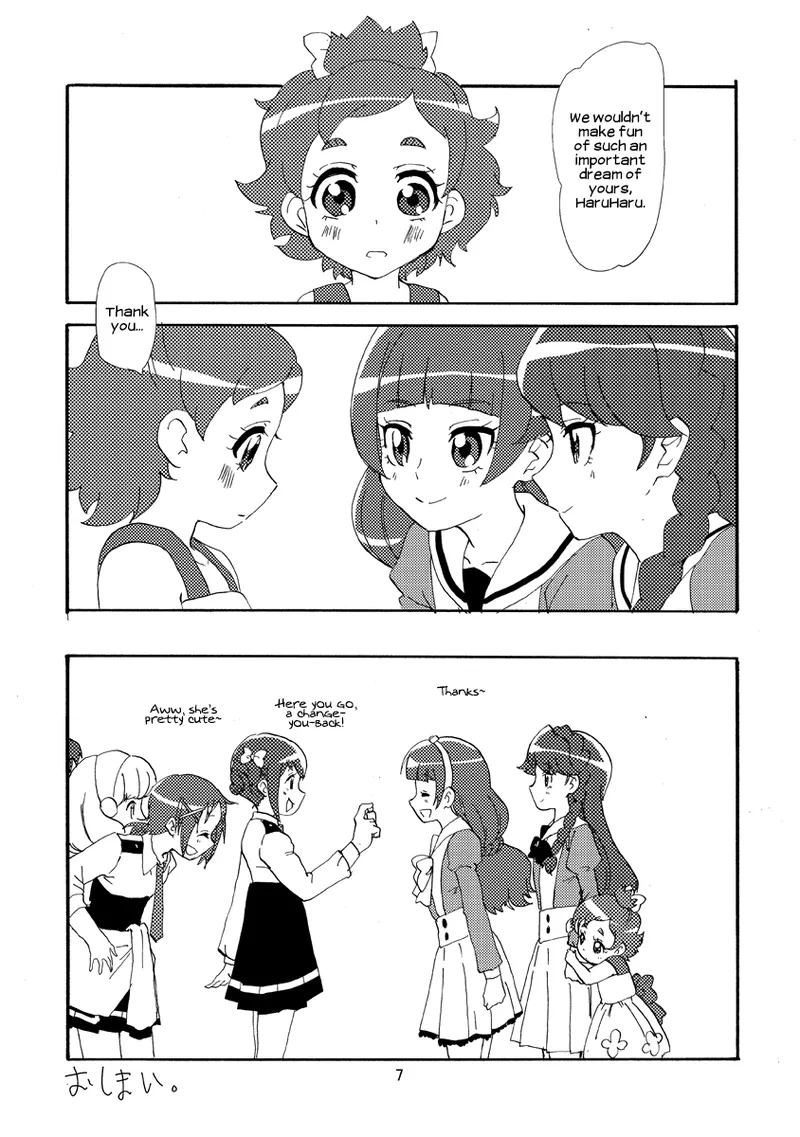 We wouldn't
make fun
of such an
important
dream of
yours,
HaruHaru.
Thank
you...
Thanks~
Here you Go,
a change-
you-Back!
Aww, she's
pretty cute~
おしまい。
7